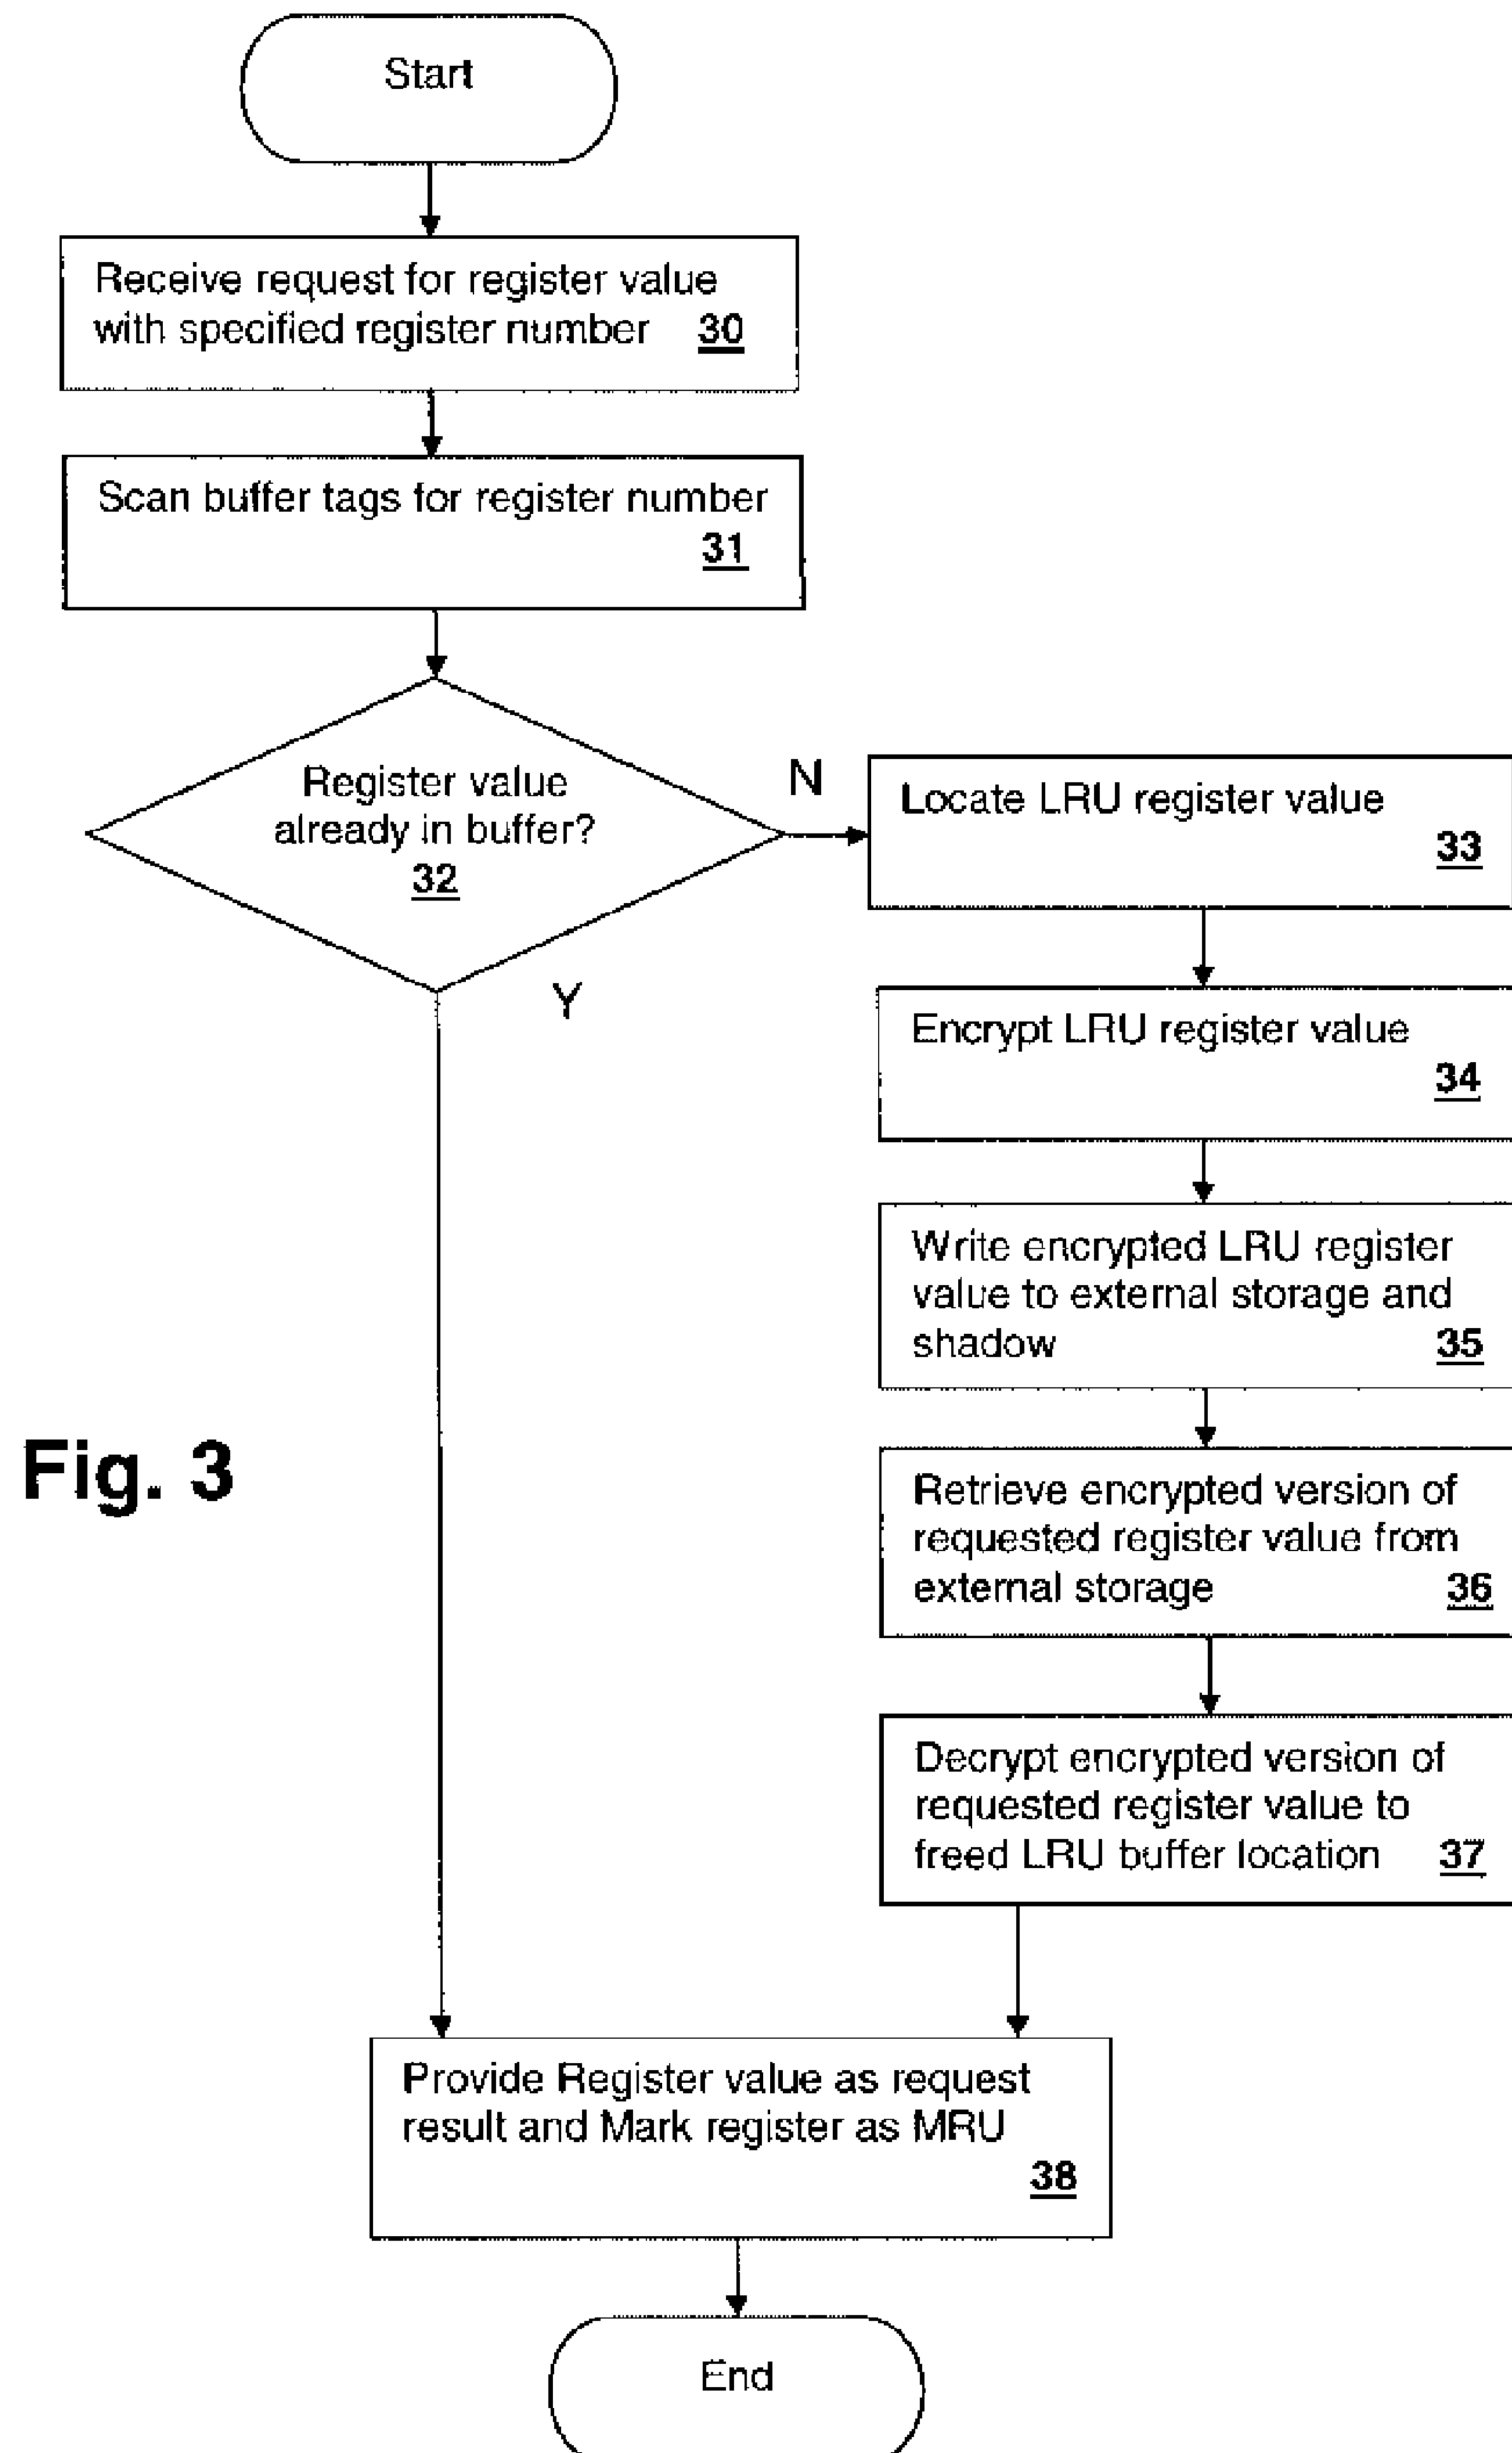 Start
Receive request for register value
with specified register number 30
Scan buffer tags for register number
31
Register value
already in buffer?
32
N
Y
Locate LRU register value
33
Encrypt LRU register value
34
Write encrypted LRU register
value to external storage and
shadow 35
Retrieve encrypted version of
requested register value from
external storage 36
Decrypt encrypted version of
requested register value to
freed LRU buffer location 37
Fig. 3
Provide Register value as request
result and Mark register as MRU
38
End